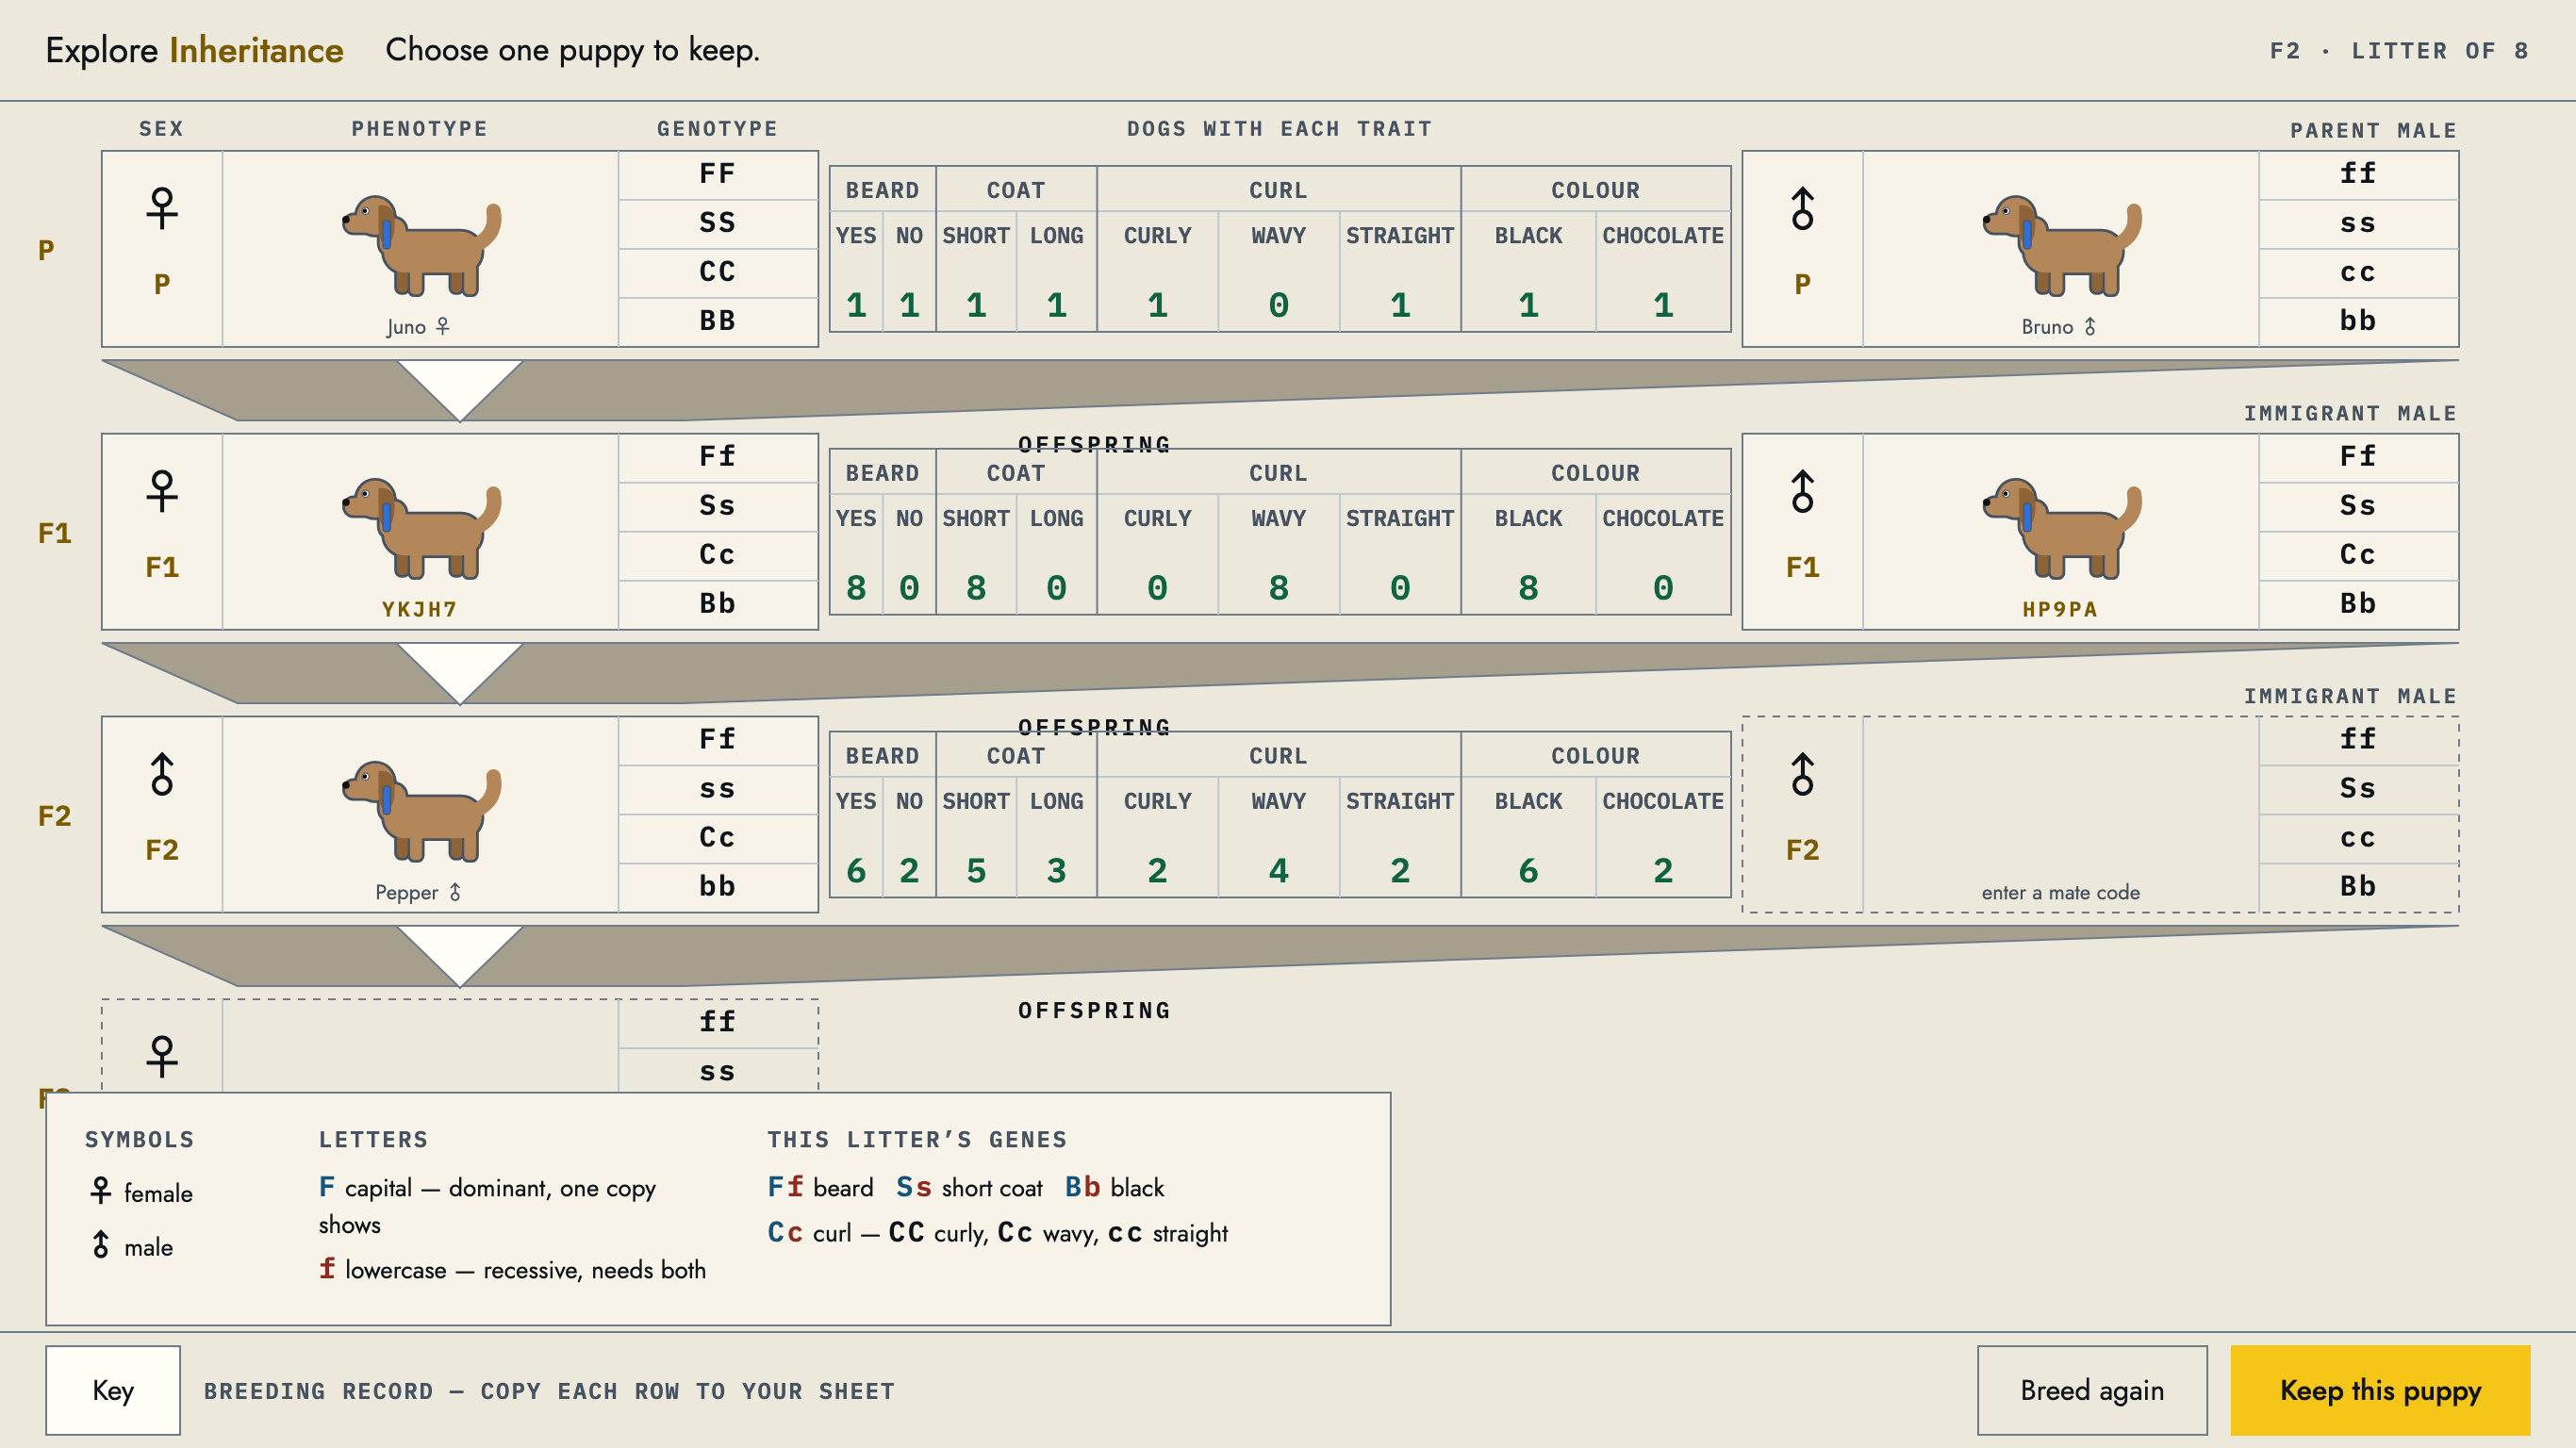 Explore Inheritance Choose one puppy to keep. F2 · LITTER OF 8
SEX PHENOTYPE GENOTYPE DOGS WITH EACH TRAIT PARENT MALE
P
♀ P
Juno ♀
FF
SS
CC
BB
BEARD COAT CURL COLOUR
YES NO SHORT LONG CURLY WAVY STRAIGHT BLACK CHOCOLATE
1 1 1 1 1 0 1 1 1
♂ P
Bruno ♂
ff
ss
cc
bb
IMMIGRANT MALE
OFFSPRING
F1
♀ F1
YKJH7
Ff
Ss
Cc
Bb
BEARD COAT CURL COLOUR
YES NO SHORT LONG CURLY WAVY STRAIGHT BLACK CHOCOLATE
8 0 8 0 0 8 0 8 0
♂ F1
HP9PA
Ff
Ss
Cc
Bb
IMMIGRANT MALE
OFFSPRING
F2
♂ F2
Pepper ♂
Ff
ss
Cc
bb
BEARD COAT CURL COLOUR
YES NO SHORT LONG CURLY WAVY STRAIGHT BLACK CHOCOLATE
6 2 5 3 2 4 2 6 2
♂ F2
enter a mate code
ff
Ss
cc
Bb
OFFSPRING
♀
ff
ss
SYMBOLS
♀ female
♂ male
LETTERS
F capital — dominant, one copy
shows
f lowercase — recessive, needs both
THIS LITTER’S GENES
Ff beard Ss short coat Bb black
Cc curl — CC curly, Cc wavy, cc straight
Key BREEDING RECORD — COPY EACH ROW TO YOUR SHEET Breed again Keep this puppy